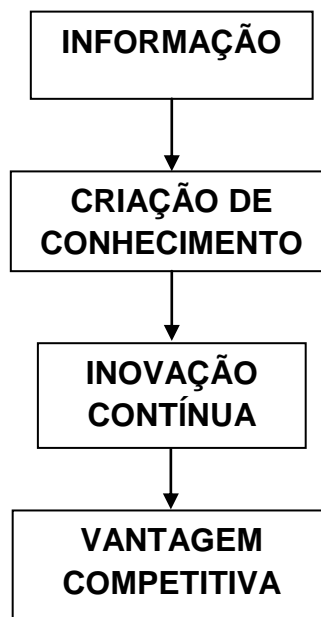 INFORMAÇÃO
CRIAÇÃO DE
CONHECIMENTO
INOVAÇÃO
CONTÍNUA
VANTAGEM
COMPETITIVA